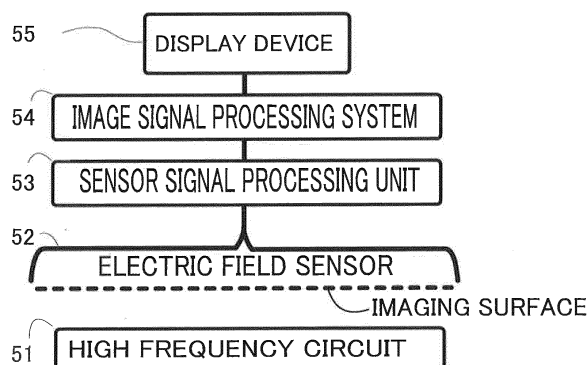 55
DISPLAY DEVICE
54
IMAGE SIGNAL PROCESSING SYSTEM
53
SENSOR SIGNAL PROCESSING UNIT
52
ELECTRIC FIELD SENSOR
IMAGING SURFACE
51
HIGH FREQUENCY CIRCUIT